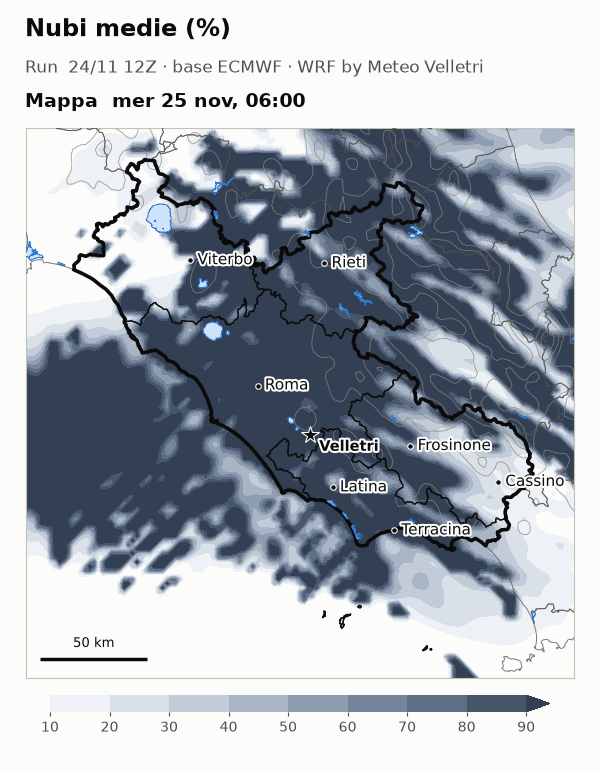 Nubi medie (%)
Run  24/11 12Z · base ECMWF · WRF by Meteo Velletri
Mappa  mer 25 nov, 06:00
Viterbo
Rieti
Roma
Velletri
Frosinone
Cassino
Latina
Terracina
50 km
10 20 30 40 50 60 70 80 90